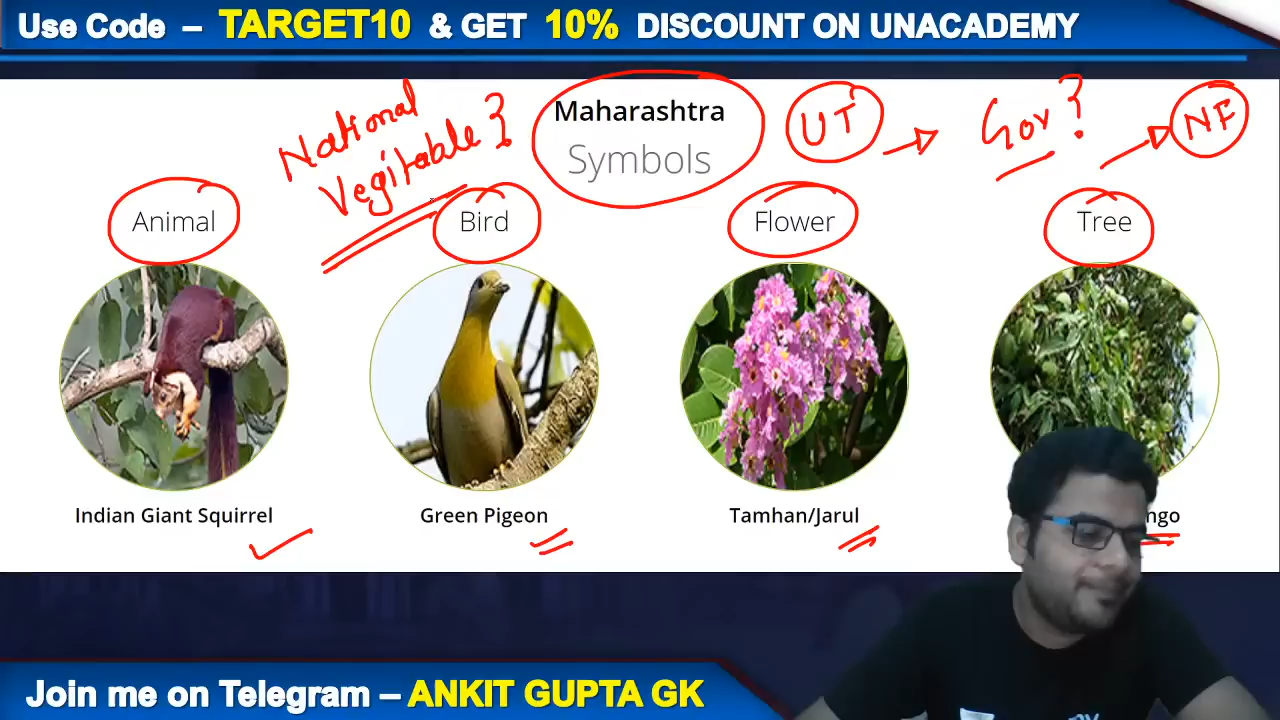 Use Code – TARGET10 & GET 10% DISCOUNT ON UNACADEMY
National
Vegitable ?
Maharashtra
Symbols
UT
Gov ?
NF
Animal
Bird
Flower
Tree
Indian Giant Squirrel
Green Pigeon
Tamhan/Jarul
ngo
Join me on Telegram – ANKIT GUPTA GK